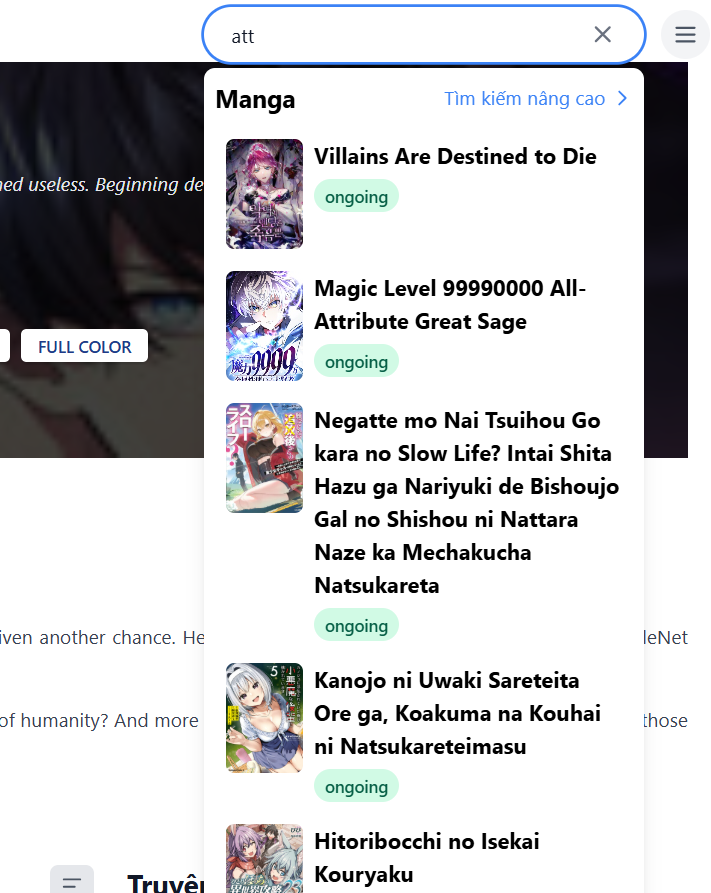 att
Manga
Tìm kiếm nâng cao
ned useless. Beginning de
Villains Are Destined to Die
ongoing
Magic Level 99990000 All-
Attribute Great Sage
ongoing
FULL COLOR
Negatte mo Nai Tsuihou Go
kara no Slow Life? Intai Shita
Hazu ga Nariyuki de Bishoujo
Gal no Shishou ni Nattara
Naze ka Mechakucha
Natsukareta
ongoing
iven another chance. He
leNet
Kanojo ni Uwaki Sareteita
Ore ga, Koakuma na Kouhai
ni Natsukareteimasu
ongoing
of humanity? And more
those
Hitoribocchi no Isekai
Kouryaku
Truyện